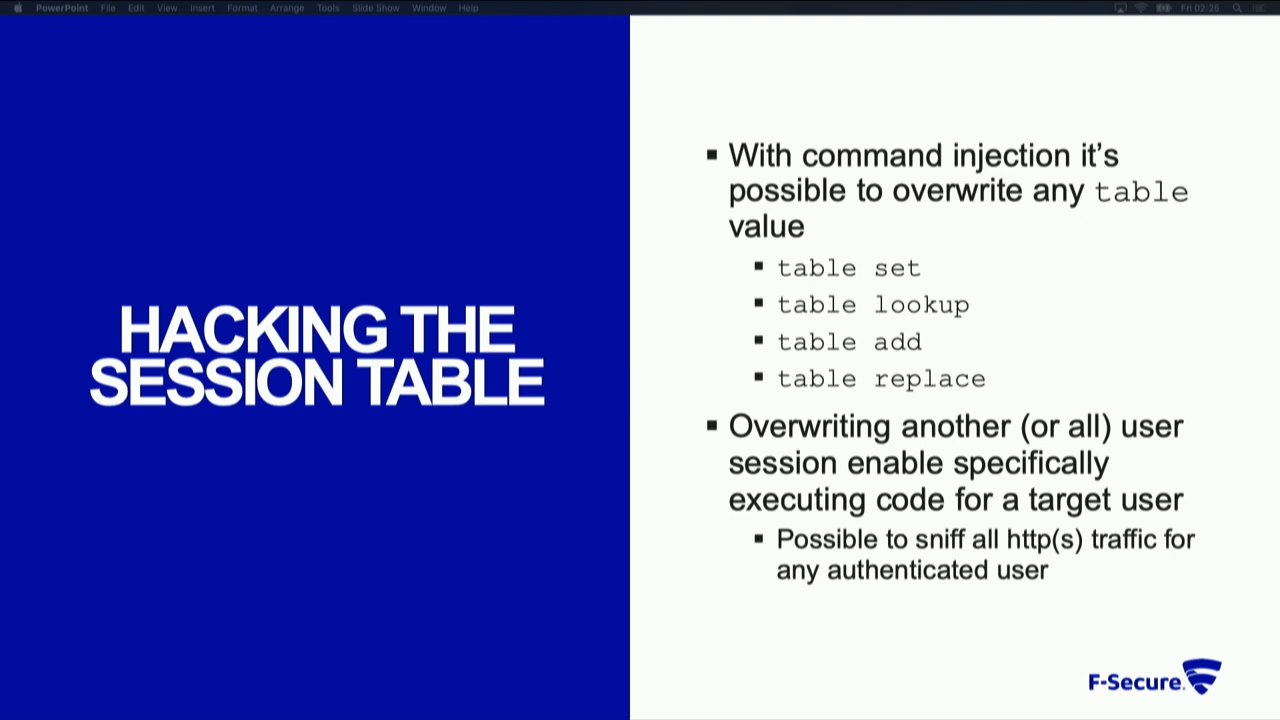 PowerPoint File Edit View Insert Format Arrange Tools Slide Show Window Help Fri 02:25
HACKING THE
SESSION TABLE
▪ With command injection it’s
possible to overwrite any table
value
▪ table set
▪ table lookup
▪ table add
▪ table replace
▪ Overwriting another (or all) user
session enable specifically
executing code for a target user
▪ Possible to sniff all http(s) traffic for
any authenticated user
F-Secure.